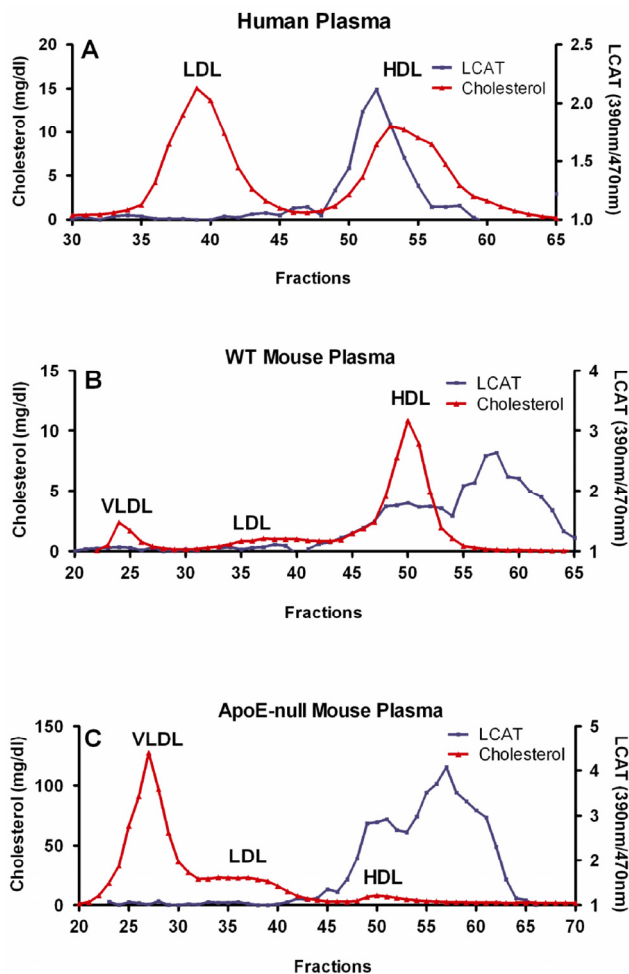 Human Plasma
A
LDL
HDL
LCAT
Cholesterol
Cholesterol (mg/dl)
20
15
10
5
0
LCAT (390nm/470nm)
2.5
2.0
1.5
1.0
30 35 40 45 50 55 60 65
Fractions
WT Mouse Plasma
B
VLDL
LDL
HDL
LCAT
Cholesterol
Cholesterol (mg/dl)
15
10
5
0
LCAT (390nm/470nm)
4
3
2
1
20 25 30 35 40 45 50 55 60 65
Fractions
ApoE-null Mouse Plasma
C
VLDL
LDL
HDL
LCAT
Cholesterol
Cholesterol (mg/dl)
150
100
50
0
LCAT (390nm/470nm)
5
4
3
2
1
20 30 40 50 60 70
Fractions